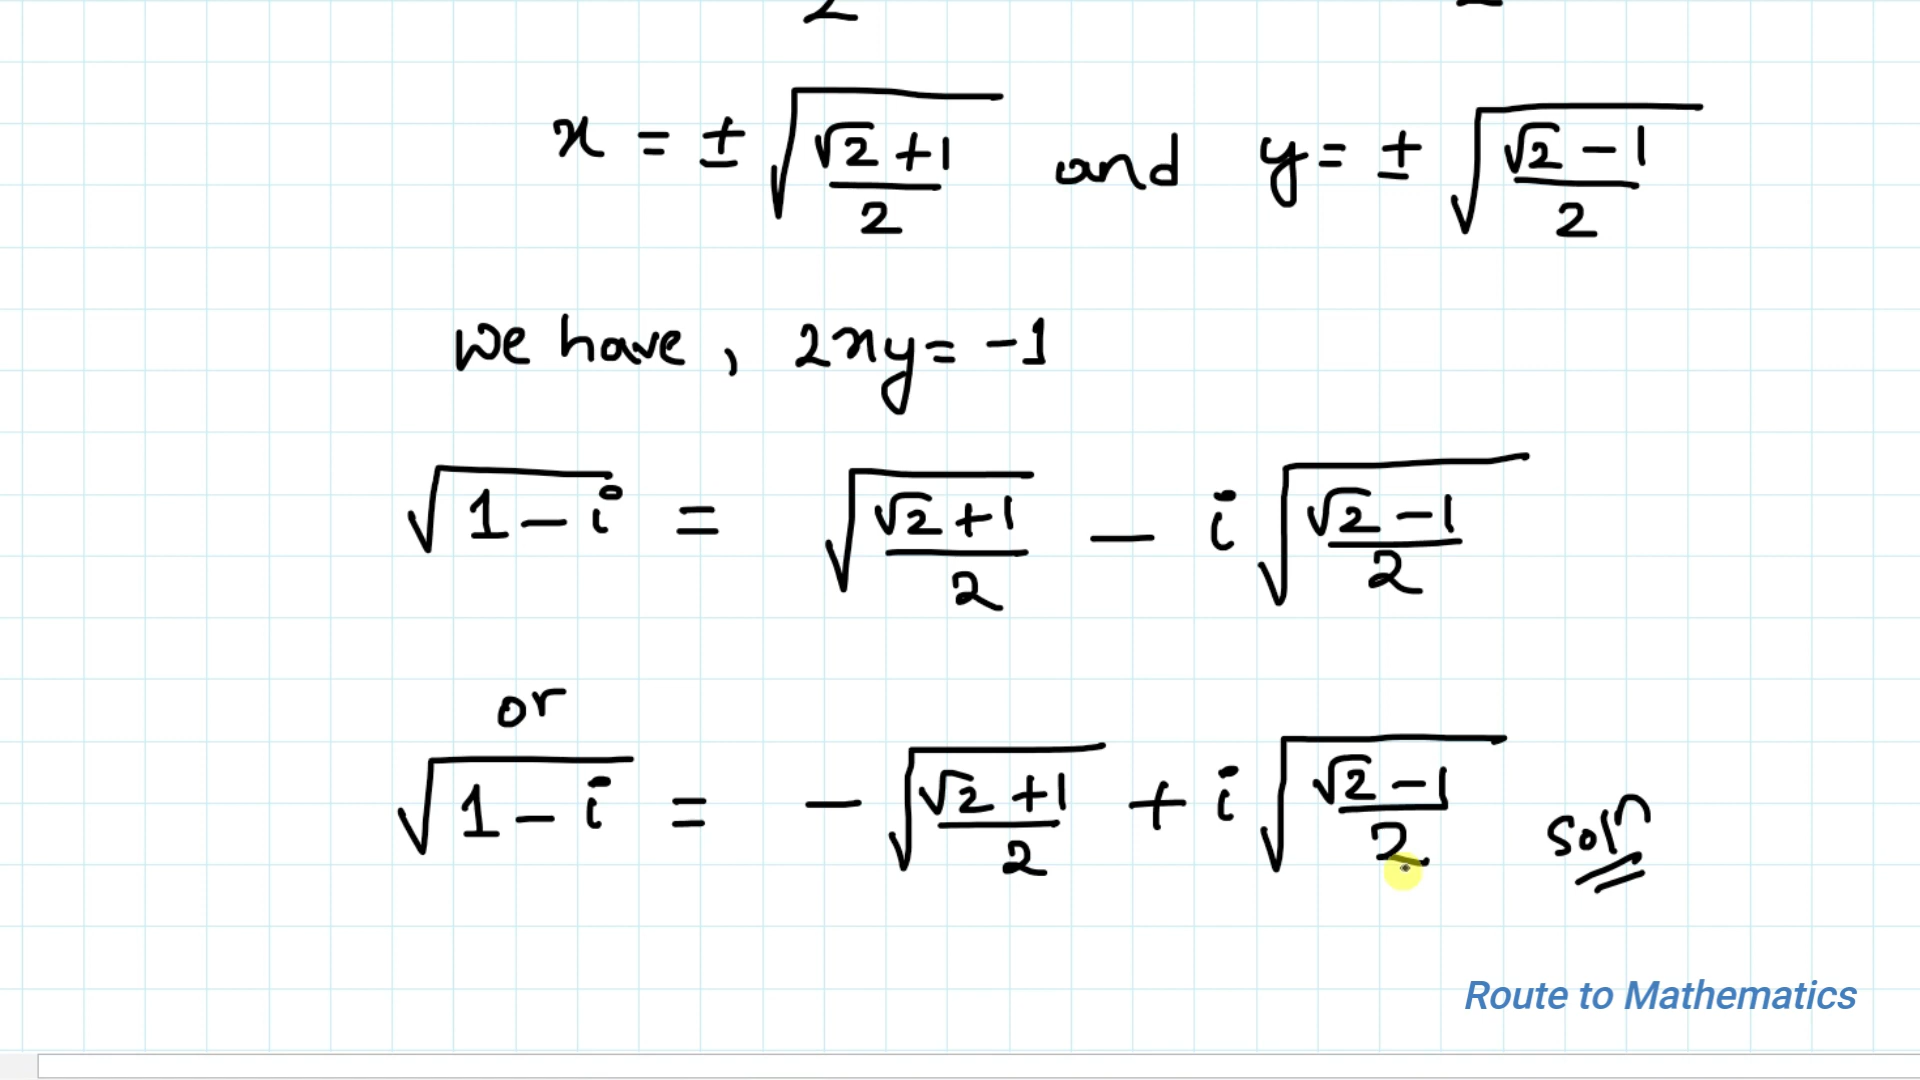 2
x = ± √((√2 + 1)/2) and y = ± √((√2 − 1)/2)
we have, 2xy = −1
√(1 − i) = √((√2 + 1)/2) − i √((√2 − 1)/2)
or
√(1 − i) = − √((√2 + 1)/2) + i √((√2 − 1)/2) soln
Route to Mathematics